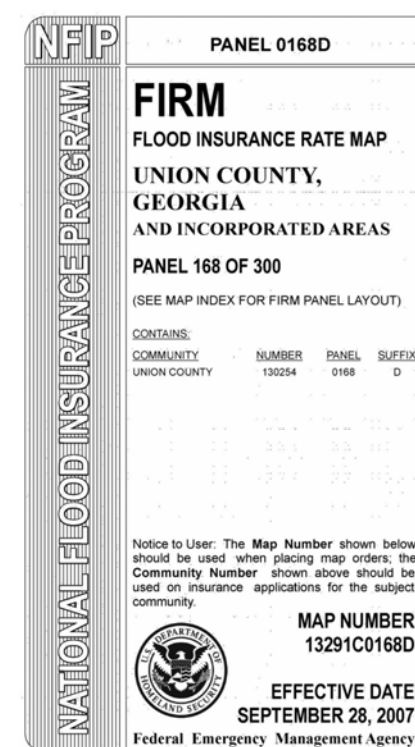 NFIP
PANEL 0168D
NATIONAL FLOOD INSURANCE PROGRAM
FIRM
FLOOD INSURANCE RATE MAP
UNION COUNTY,
GEORGIA
AND INCORPORATED AREAS
PANEL 168 OF 300
(SEE MAP INDEX FOR FIRM PANEL LAYOUT)
CONTAINS:
COMMUNITY NUMBER PANEL SUFFIX
UNION COUNTY 130254 0168 D
Notice to User: The Map Number shown below
should be used when placing map orders; the
Community Number shown above should be
used on insurance applications for the subject
community.
MAP NUMBER
13291C0168D
EFFECTIVE DATE
SEPTEMBER 28, 2007
U.S. DEPARTMENT OF HOMELAND SECURITY
Federal Emergency Management Agency